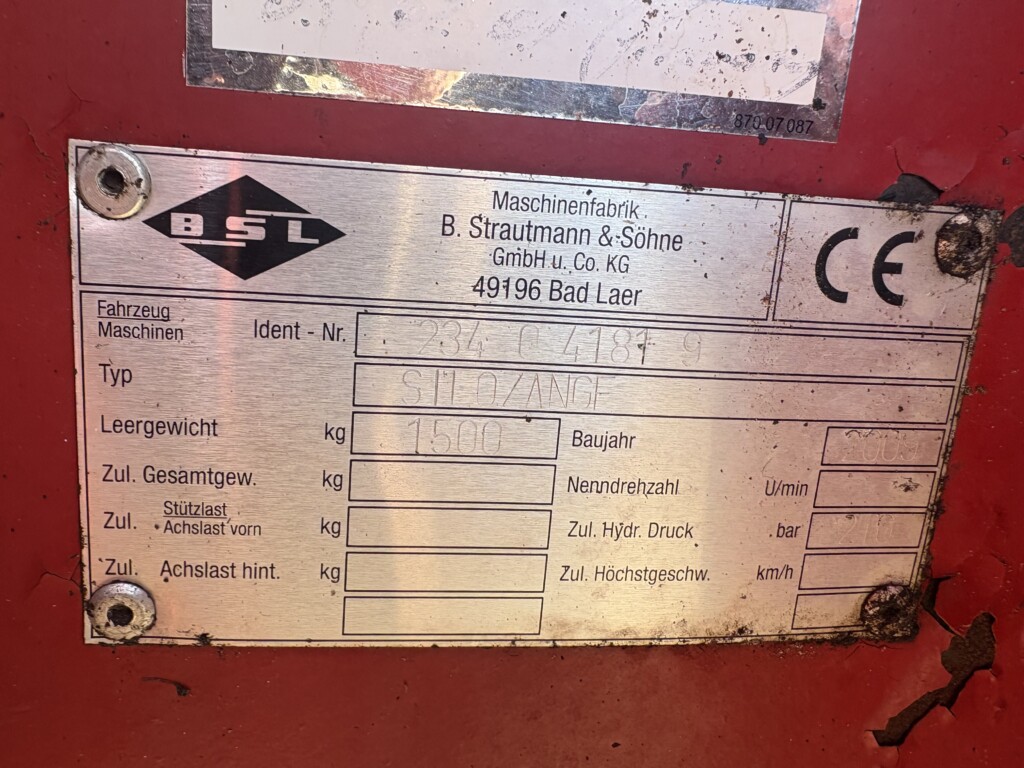 870-07 087
BSL
Maschinenfabrik
B. Strautmann & Söhne
GmbH u. Co. KG
49196 Bad Laer
CE
Fahrzeug
Maschinen
Ident - Nr. 234 0 4181 9
Typ SILOZANGE
Leergewicht kg 1500
Baujahr
Zul. Gesamtgew. kg
Nenndrehzahl U/min
Zul. Stützlast
Achslast vorn kg
Zul. Hydr. Druck bar
Zul. Achslast hint. kg
Zul. Höchstgeschw. km/h